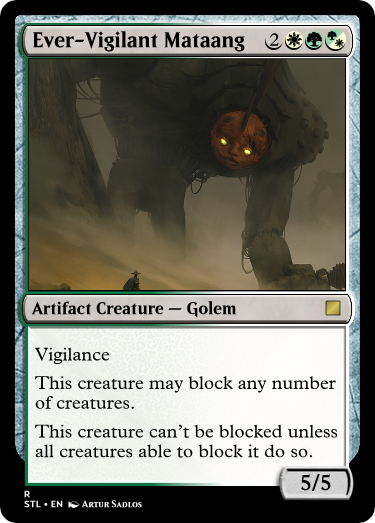 Ever-Vigilant Mataang 2
Artifact Creature — Golem
Vigilance
This creature may block any number
of creatures.
This creature can't be blocked unless
all creatures able to block it do so.
5/5
R
STL • EN Artur Sadlos